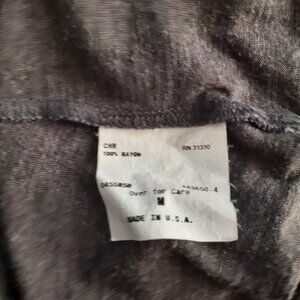 CHR RN 31310
100% RAYON
Over for Care
M
MADE IN U.S.A.